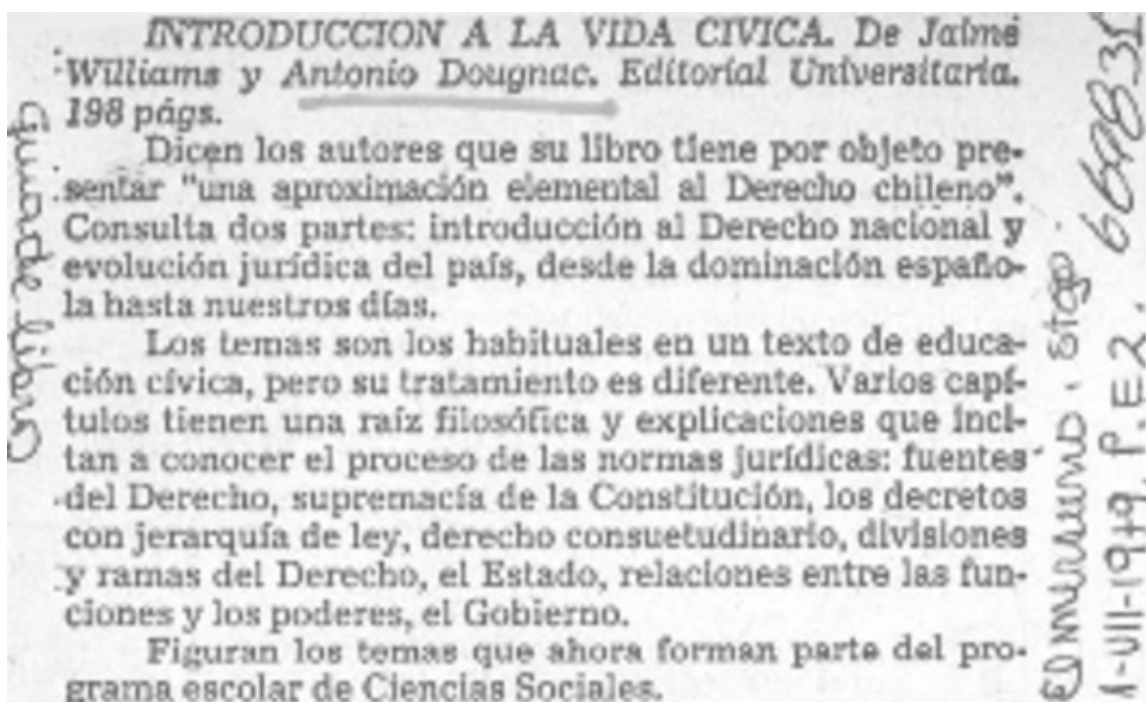 INTRODUCCION A LA VIDA CIVICA. De Jaime
Williams y Antonio Dougnac. Editorial Universitaria.
198 págs.
Dicen los autores que su libro tiene por objeto pre-
sentar "una aproximación elemental al Derecho chileno".
Consulta dos partes: introducción al Derecho nacional y
evolución jurídica del país, desde la dominación españo-
la hasta nuestros días.
Los temas son los habituales en un texto de educa-
ción cívica, pero su tratamiento es diferente. Varios capí-
tulos tienen una raíz filosófica y explicaciones que inci-
tan a conocer el proceso de las normas jurídicas: fuentes
del Derecho, supremacía de la Constitución, los decretos
con jerarquía de ley, derecho consuetudinario, divisiones
y ramas del Derecho, el Estado, relaciones entre las fun-
ciones y los poderes, el Gobierno.
Figuran los temas que ahora forman parte del pro-
grama escolar de Ciencias Sociales.
El Mercurio. Stgo
1-VII-1979. P. E2.